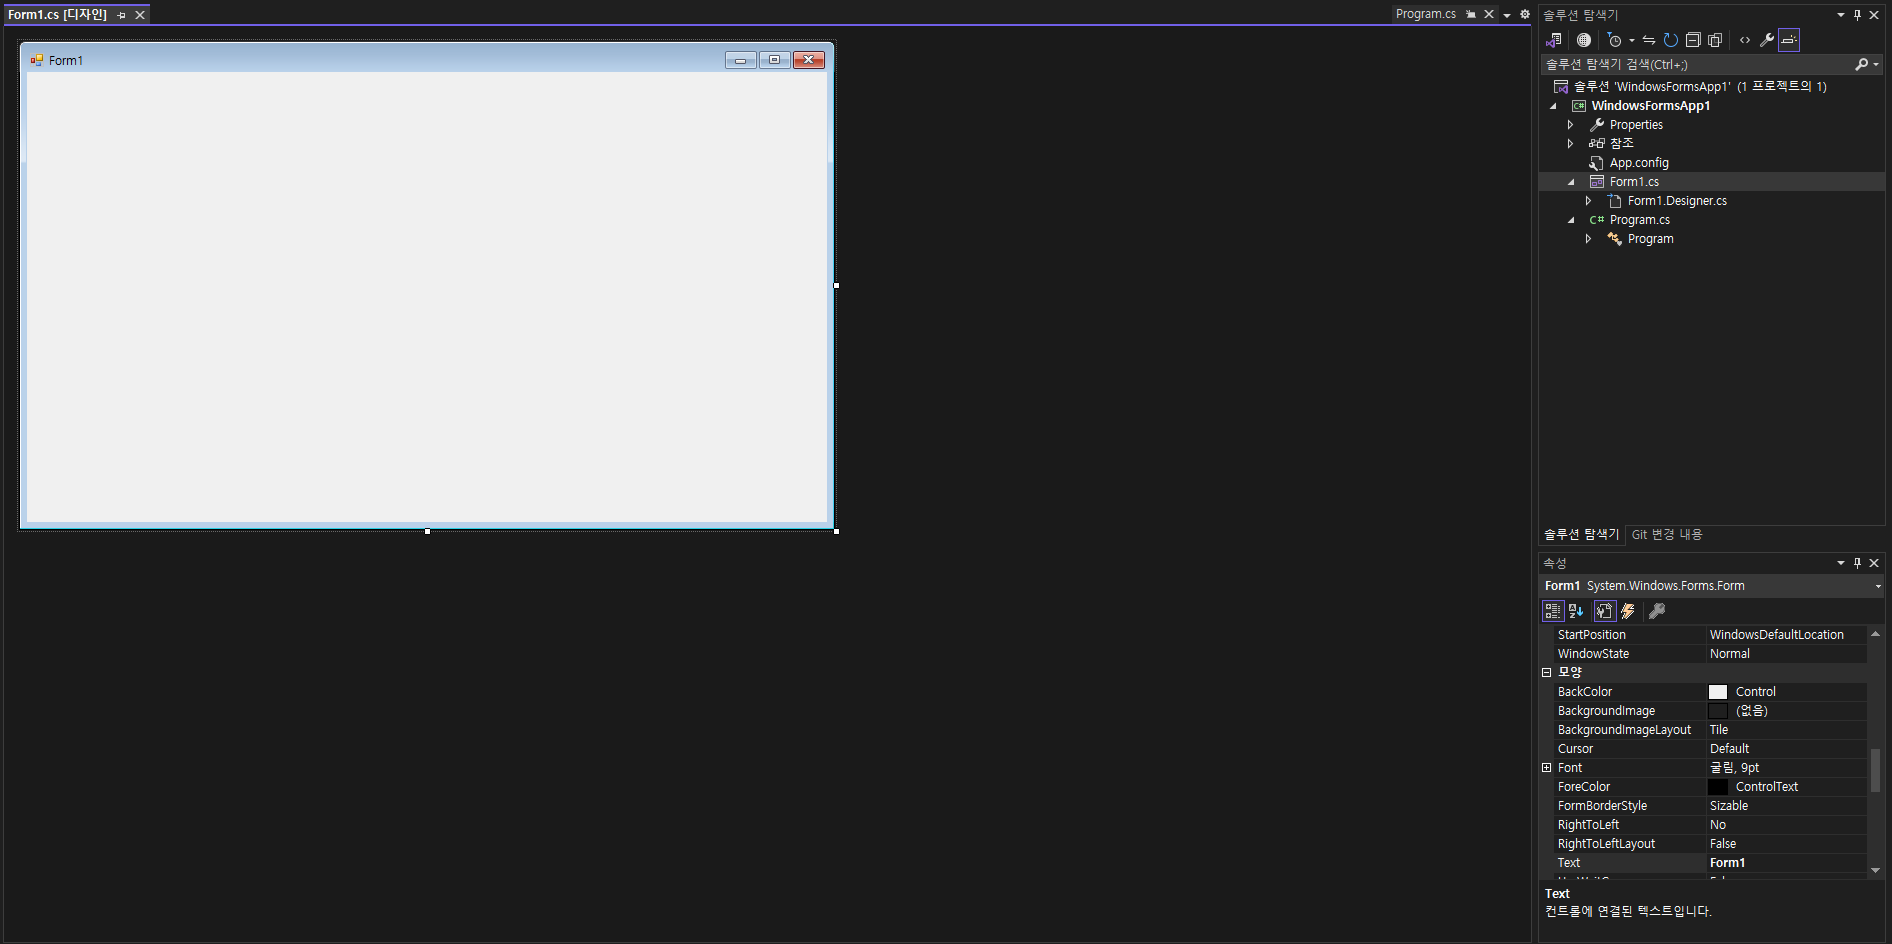 Form1.cs [디자인]
Program.cs
Form1
솔루션 탐색기
솔루션 탐색기 검색(Ctrl+;)
솔루션 'WindowsFormsApp1' (1 프로젝트의 1)
C# WindowsFormsApp1
Properties
참조
App.config
Form1.cs
Form1.Designer.cs
C# Program.cs
Program
솔루션 탐색기 Git 변경 내용
속성
Form1 System.Windows.Forms.Form
StartPosition WindowsDefaultLocation
WindowState Normal
모양
BackColor Control
BackgroundImage (없음)
BackgroundImageLayout Tile
Cursor Default
Font 굴림, 9pt
ForeColor ControlText
FormBorderStyle Sizable
RightToLeft No
RightToLeftLayout False
Text Form1
Text
컨트롤에 연결된 텍스트입니다.